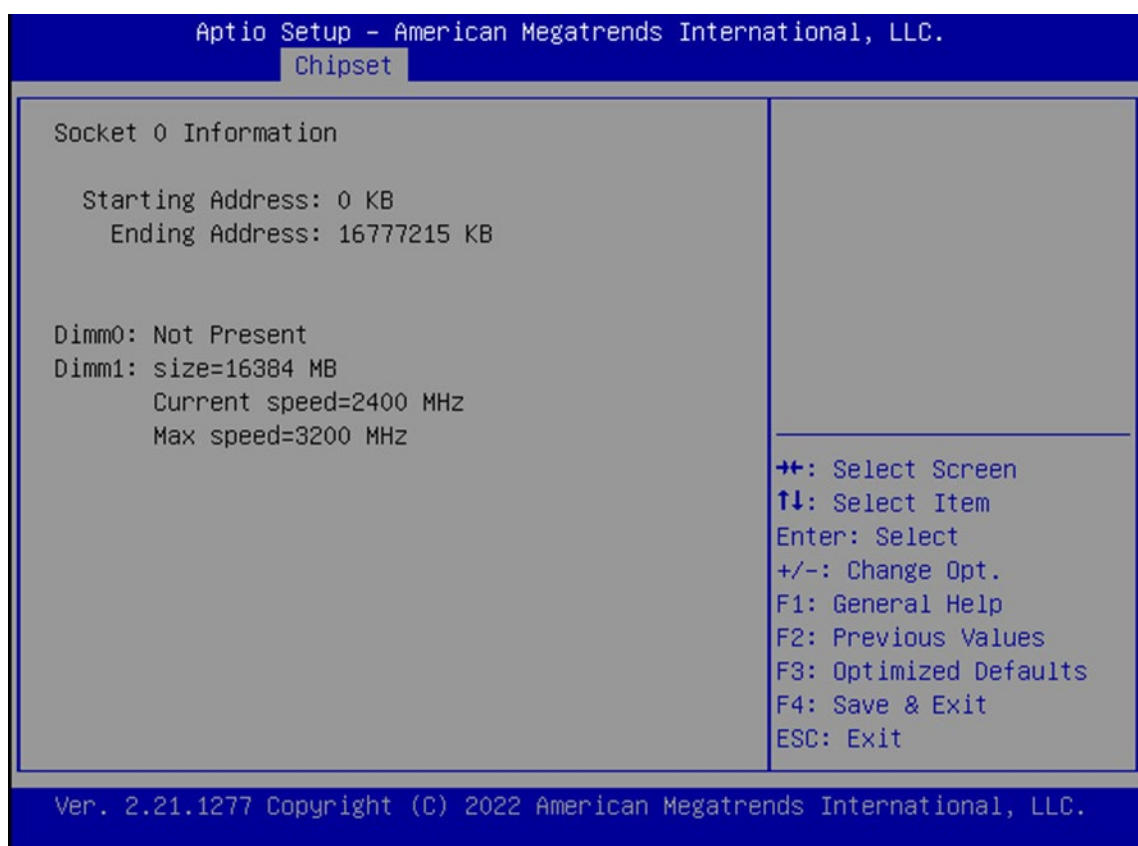 Aptio Setup – American Megatrends International, LLC.
Chipset
Socket 0 Information
Starting Address: 0 KB
Ending Address: 16777215 KB
Dimm0: Not Present
Dimm1: size=16384 MB
Current speed=2400 MHz
Max speed=3200 MHz
→←: Select Screen
↑↓: Select Item
Enter: Select
+/-: Change Opt.
F1: General Help
F2: Previous Values
F3: Optimized Defaults
F4: Save & Exit
ESC: Exit
Ver. 2.21.1277 Copyright (C) 2022 American Megatrends International, LLC.